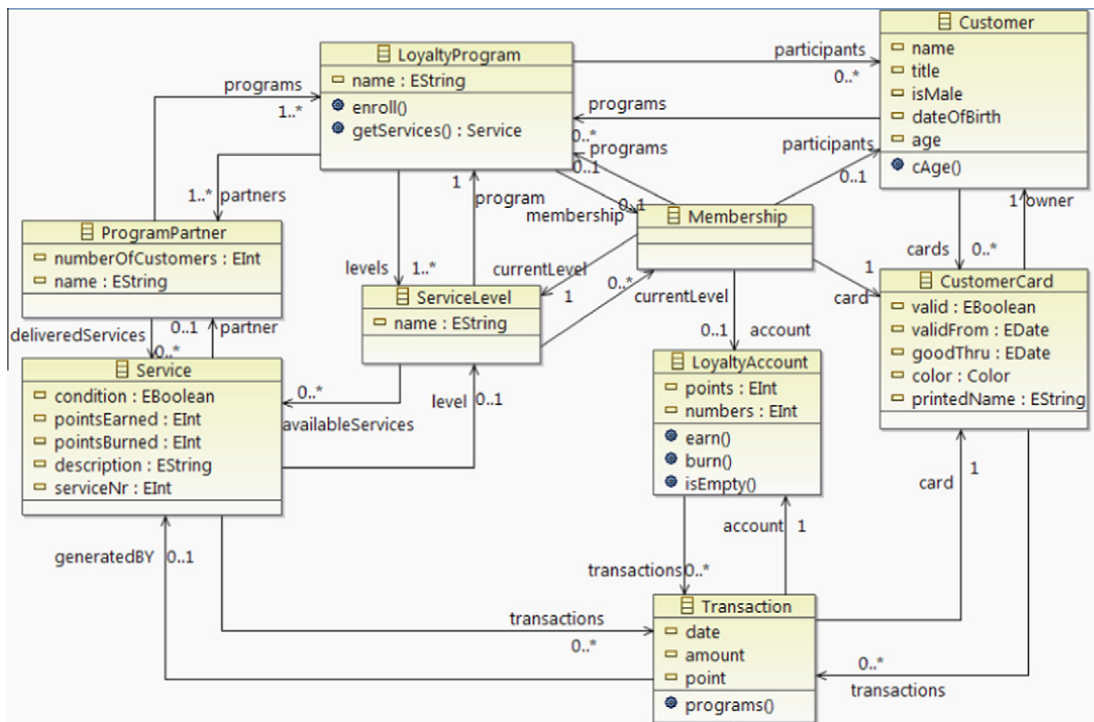 Customer
name
title
isMale
dateOfBirth
age
cAge()
LoyaltyProgram
name : EString
enroll()
getServices() : Service
participants
0..*
programs
1..*
programs
0..*
programs
0..1
participants
0..1
1..* partners
1
program
membership
0..1
Membership
1 owner
ProgramPartner
numberOfCustomers : EInt
name : EString
levels
1..*
currentLevel
1
0..*
currentLevel
1
card
cards
0..*
ServiceLevel
name : EString
CustomerCard
valid : EBoolean
validFrom : EDate
goodThru : EDate
color : Color
printedName : EString
deliveredServices
0..*
0..1
partner
0..1
account
Service
condition : EBoolean
pointsEarned : EInt
pointsBurned : EInt
description : EString
serviceNr : EInt
0..*
availableServices
level
0..1
LoyaltyAccount
points : EInt
numbers : EInt
earn()
burn()
isEmpty()
card
1
account
1
generatedBY
0..1
transactions
0..*
transactions
0..*
Transaction
date
amount
point
programs()
0..*
transactions